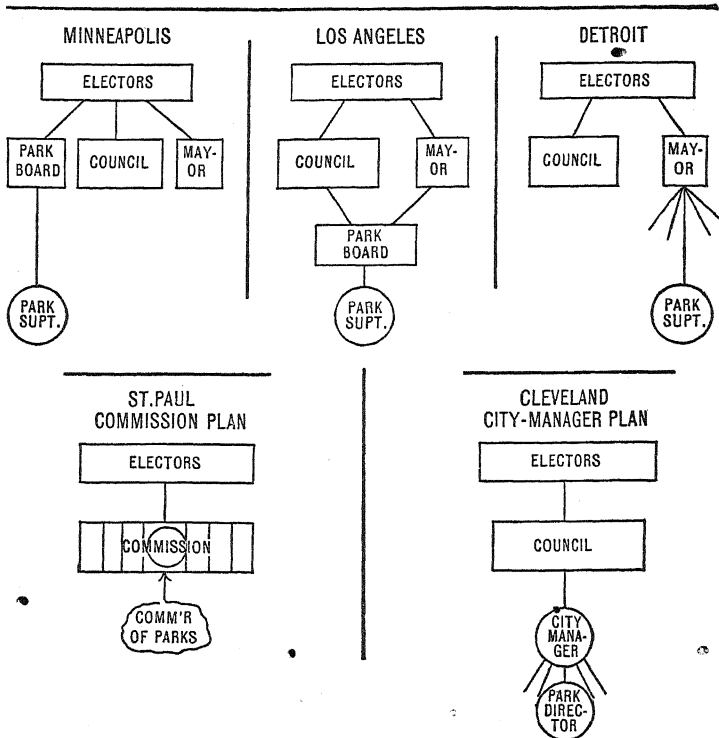 MINNEAPOLIS
ELECTORS
PARK
BOARD
COUNCIL
MAY-
OR
PARK
SUPT.
LOS ANGELES
ELECTORS
COUNCIL
MAY-
OR
PARK
BOARD
PARK
SUPT.
DETROIT
ELECTORS
COUNCIL
MAY-
OR
PARK
SUPT.
ST.PAUL
COMMISSION PLAN
ELECTORS
COMMISSION
COMM'R
OF PARKS
CLEVELAND
CITY-MANAGER PLAN
ELECTORS
COUNCIL
CITY
MANA-
GER
PARK
DIREC-
TOR